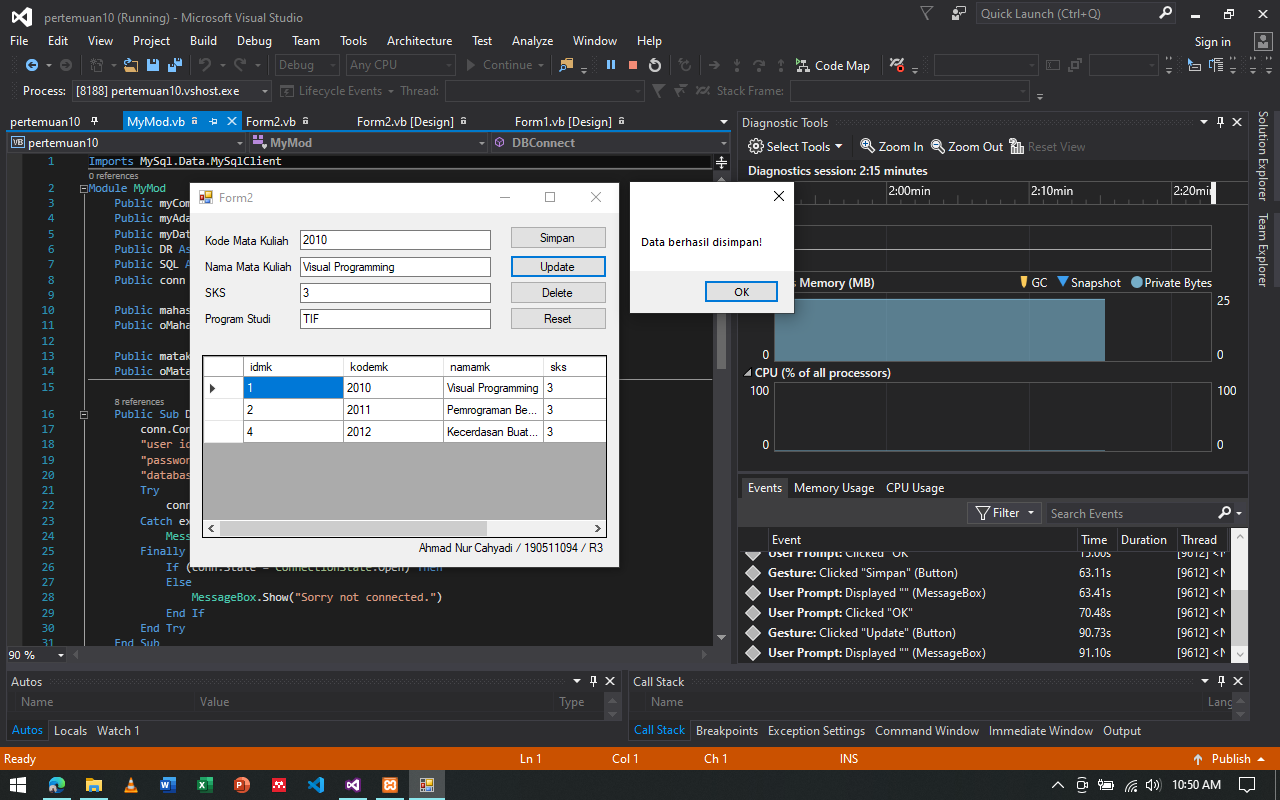 pertemuan10 (Running) - Microsoft Visual Studio
Quick Launch (Ctrl+Q)
File Edit View Project Build Debug Team Tools Architecture Test Analyze Window Help
Sign in
Debug Any CPU Continue Code Map
Process: [8188] pertemuan10.vshost.exe Lifecycle Events Thread: Stack Frame:
pertemuan10 MyMod.vb Form2.vb Form2.vb [Design] Form1.vb [Design]
pertemuan10 MyMod DBConnect
1 Imports MySql.Data.MySqlClient
0 references
2 Module MyMod
3 Public myCom
4 Public myAda
5 Public myDat
6 Public DR As
7 Public SQL A
8 Public conn
9
10 Public mahas
11 Public oMaha
12
13 Public matak
14 Public oMata
15
8 references
16 Public Sub D
17 conn.Con
18 "user id
19 "passwor
20 "databas
21 Try
22 conn
23 Catch ex
24 Mes
25 Finally
26 If (conn.State = ConnectionState.Open) Then
27 Else
28 MessageBox.Show("Sorry not connected.")
29 End If
30 End Try
31 End Sub
90 %
Form2
Kode Mata Kuliah 2010 Simpan
Nama Mata Kuliah Visual Programming Update
SKS 3 Delete
Program Studi TIF Reset
idmk kodemk namamk sks
1 2010 Visual Programming 3
2 2011 Pemrograman Be... 3
4 2012 Kecerdasan Buat... 3
Ahmad Nur Cahyadi / 190511094 / R3
Data berhasil disimpan!
OK
Diagnostic Tools
Select Tools Zoom In Zoom Out Reset View
Diagnostics session: 2:15 minutes
2:00min 2:10min 2:20min
Memory (MB) GC Snapshot Private Bytes
25
0 0
CPU (% of all processors)
100 100
0 0
Events Memory Usage CPU Usage
Filter Search Events
Event Time Duration Thread
User Prompt: Clicked "OK" 15.00s [9612] <N
Gesture: Clicked "Simpan" (Button) 63.11s [9612] <N
User Prompt: Displayed "" (MessageBox) 63.41s [9612] <N
User Prompt: Clicked "OK" 70.48s [9612] <N
Gesture: Clicked "Update" (Button) 90.73s [9612] <N
User Prompt: Displayed "" (MessageBox) 91.10s [9612] <N
Solution Explorer
Team Explorer
Autos
Name Value Type
Autos Locals Watch 1
Call Stack
Name Lang
Call Stack Breakpoints Exception Settings Command Window Immediate Window Output
Ready Ln 1 Col 1 Ch 1 INS Publish
10:50 AM